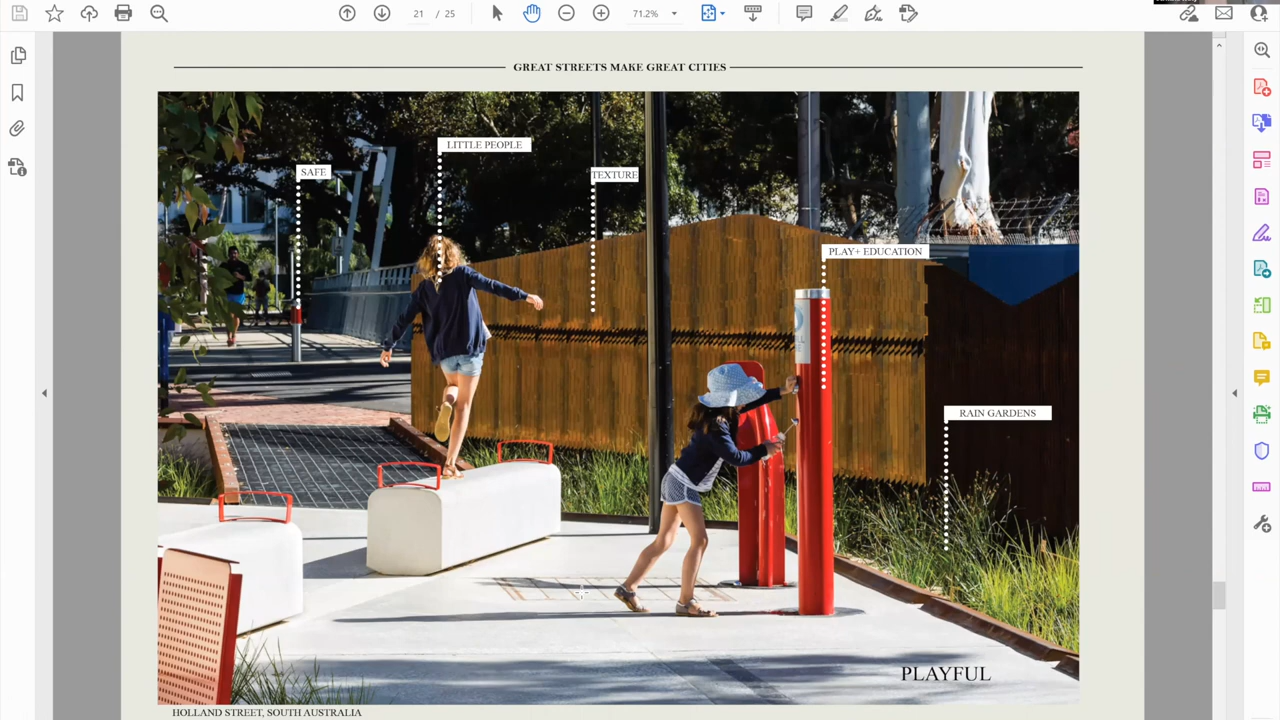 21 / 25
71.2%
GREAT STREETS MAKE GREAT CITIES
LITTLE PEOPLE
SAFE
TEXTURE
PLAY+ EDUCATION
RAIN GARDENS
PLAYFUL
HOLLAND STREET, SOUTH AUSTRALIA